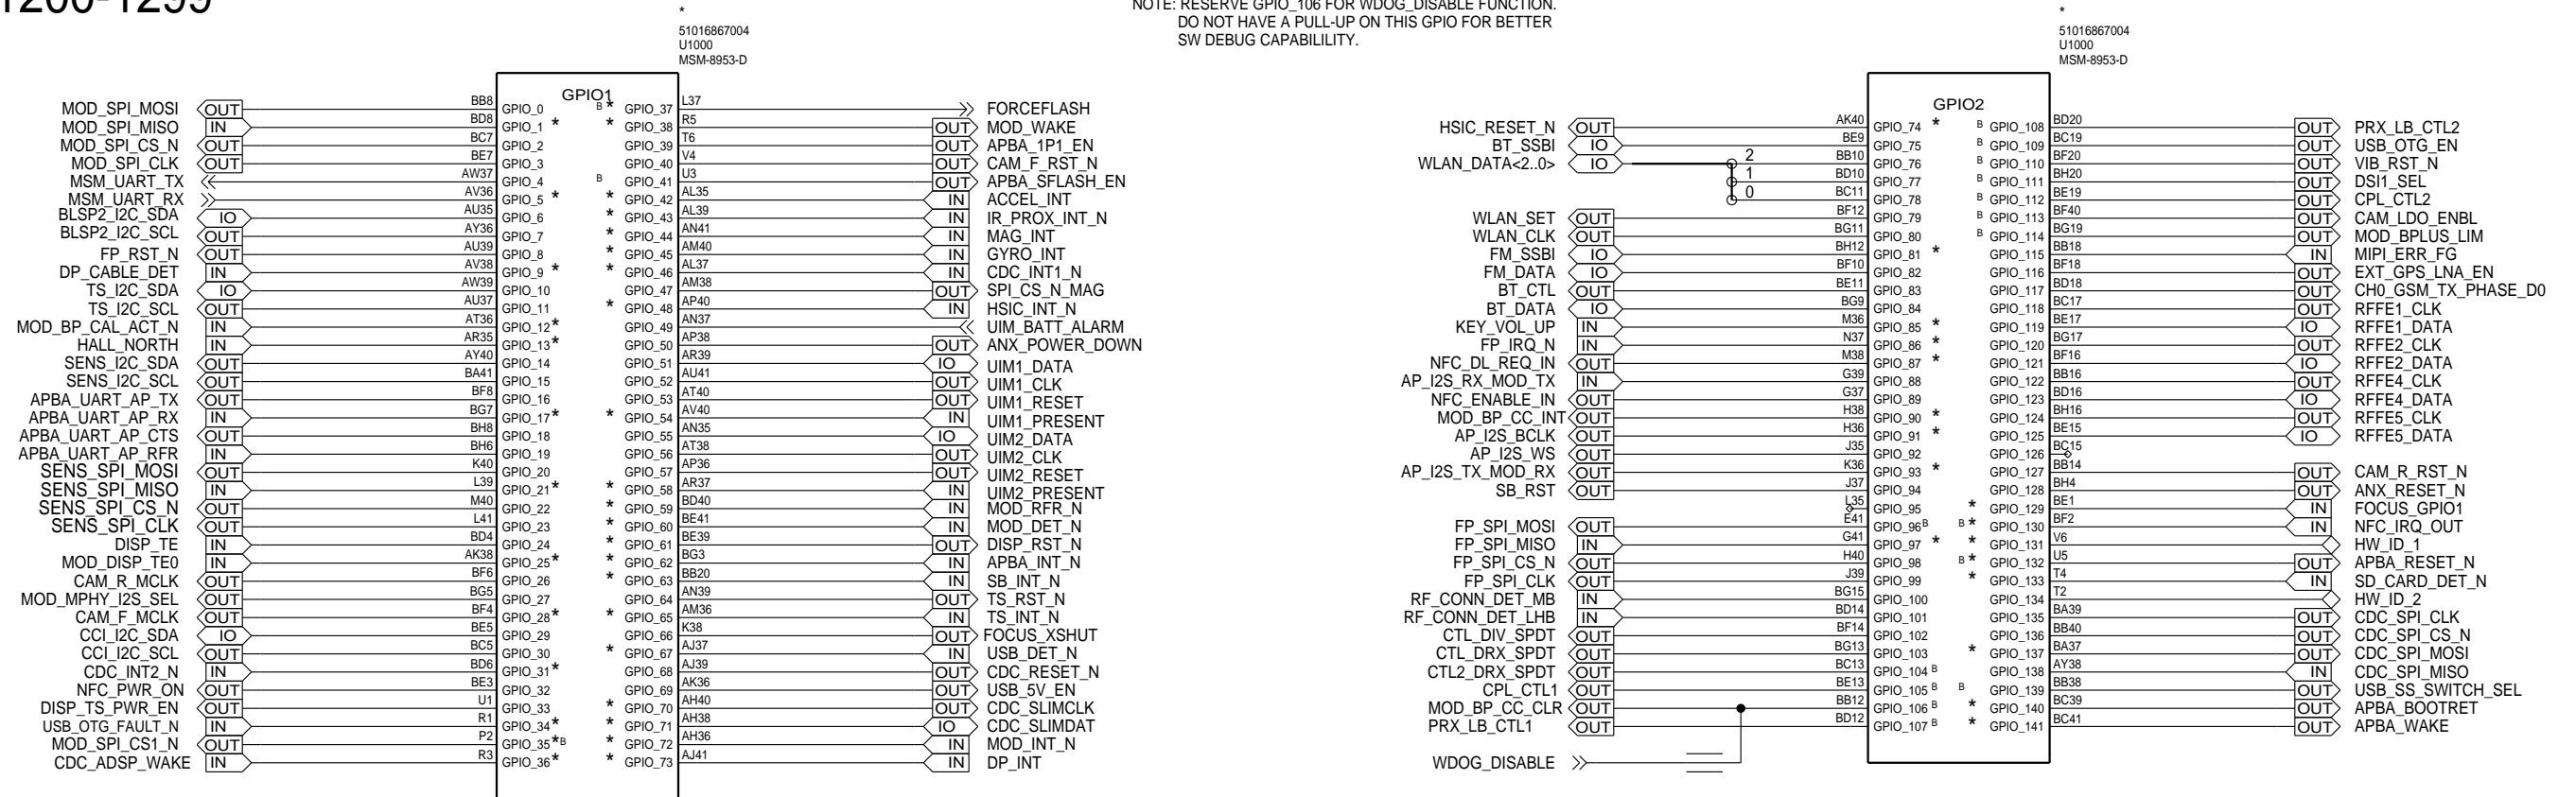 NOTE: RESERVE GPIO_106 FOR WDOG_DISABLE FUNCTION.
DO NOT HAVE A PULL-UP ON THIS GPIO FOR BETTER
SW DEBUG CAPABILILITY.
*
51016867004
U1000
MSM-8953-D
GPIO1
MOD_SPI_MOSI OUT BB8 GPIO_0 B * GPIO_37 L37 FORCEFLASH
MOD_SPI_MISO IN BD8 GPIO_1 * * GPIO_38 R5 OUT MOD_WAKE
MOD_SPI_CS_N OUT BC7 GPIO_2 GPIO_39 T6 OUT APBA_1P1_EN
MOD_SPI_CLK OUT BE7 GPIO_3 GPIO_40 V4 OUT CAM_F_RST_N
MSM_UART_TX AW37 GPIO_4 B GPIO_41 U3 OUT APBA_SFLASH_EN
MSM_UART_RX AV36 GPIO_5 * * GPIO_42 AL35 IN ACCEL_INT
BLSP2_I2C_SDA IO AU35 GPIO_6 * GPIO_43 AL39 IN IR_PROX_INT_N
BLSP2_I2C_SCL OUT AY36 GPIO_7 * GPIO_44 AN41 IN MAG_INT
FP_RST_N OUT AU39 GPIO_8 * GPIO_45 AM40 IN GYRO_INT
DP_CABLE_DET IN AV38 GPIO_9 * * GPIO_46 AL37 IN CDC_INT1_N
TS_I2C_SDA IO AW39 GPIO_10 GPIO_47 AM38 OUT SPI_CS_N_MAG
TS_I2C_SCL OUT AU37 GPIO_11 * GPIO_48 AP40 IN HSIC_INT_N
MOD_BP_CAL_ACT_N IN AT36 GPIO_12 * GPIO_49 AN37 UIM_BATT_ALARM
HALL_NORTH IN AR35 GPIO_13 * GPIO_50 AP38 OUT ANX_POWER_DOWN
SENS_I2C_SDA OUT AY40 GPIO_14 GPIO_51 AR39 IO UIM1_DATA
SENS_I2C_SCL OUT BA41 GPIO_15 GPIO_52 AU41 OUT UIM1_CLK
APBA_UART_AP_TX OUT BF8 GPIO_16 GPIO_53 AT40 OUT UIM1_RESET
APBA_UART_AP_RX IN BG7 GPIO_17 * * GPIO_54 AV40 IN UIM1_PRESENT
APBA_UART_AP_CTS OUT BH8 GPIO_18 GPIO_55 AN35 IO UIM2_DATA
APBA_UART_AP_RFR IN BH6 GPIO_19 GPIO_56 AT38 OUT UIM2_CLK
SENS_SPI_MOSI OUT K40 GPIO_20 GPIO_57 AP36 OUT UIM2_RESET
SENS_SPI_MISO IN L39 GPIO_21 * * GPIO_58 AR37 IN UIM2_PRESENT
SENS_SPI_CS_N OUT M40 GPIO_22 * GPIO_59 BD40 IN MOD_RFR_N
SENS_SPI_CLK OUT L41 GPIO_23 * GPIO_60 BE41 IN MOD_DET_N
DISP_TE IN BD4 GPIO_24 * GPIO_61 BE39 OUT DISP_RST_N
MOD_DISP_TE0 IN AK38 GPIO_25 * * GPIO_62 BG3 IN APBA_INT_N
CAM_R_MCLK OUT BF6 GPIO_26 * GPIO_63 BB20 IN SB_INT_N
MOD_MPHY_I2S_SEL OUT BG5 GPIO_27 GPIO_64 AN39 OUT TS_RST_N
CAM_F_MCLK OUT BF4 GPIO_28 * * GPIO_65 AM36 IN TS_INT_N
CCI_I2C_SDA IO BE5 GPIO_29 GPIO_66 K38 OUT FOCUS_XSHUT
CCI_I2C_SCL OUT BC5 GPIO_30 * GPIO_67 AJ37 IN USB_DET_N
CDC_INT2_N IN BD6 GPIO_31 * GPIO_68 AJ39 OUT CDC_RESET_N
NFC_PWR_ON OUT BE3 GPIO_32 GPIO_69 AK36 OUT USB_5V_EN
DISP_TS_PWR_EN OUT U1 GPIO_33 * GPIO_70 AH40 OUT CDC_SLIMCLK
USB_OTG_FAULT_N IN R1 GPIO_34 * * GPIO_71 AH38 IO CDC_SLIMDAT
MOD_SPI_CS1_N OUT P2 GPIO_35 * B * GPIO_72 AH36 IN MOD_INT_N
CDC_ADSP_WAKE IN R3 GPIO_36 * * GPIO_73 AJ41 IN DP_INT
*
51016867004
U1000
MSM-8953-D
GPIO2
HSIC_RESET_N OUT AK40 GPIO_74 * B GPIO_108 BD20 OUT PRX_LB_CTL2
BT_SSBI IO BE9 GPIO_75 B GPIO_109 BC19 OUT USB_OTG_EN
WLAN_DATA<2..0> IO 2 BB10 GPIO_76 B GPIO_110 BF20 OUT VIB_RST_N
1 BD10 GPIO_77 B GPIO_111 BH20 OUT DSI1_SEL
0 BC11 GPIO_78 B GPIO_112 BE19 OUT CPL_CTL2
WLAN_SET OUT BF12 GPIO_79 B GPIO_113 BF40 OUT CAM_LDO_ENBL
WLAN_CLK OUT BG11 GPIO_80 B GPIO_114 BG19 OUT MOD_BPLUS_LIM
FM_SSBI IO BH12 GPIO_81 * GPIO_115 BB18 IN MIPI_ERR_FG
FM_DATA IO BF10 GPIO_82 GPIO_116 BF18 OUT EXT_GPS_LNA_EN
BT_CTL OUT BE11 GPIO_83 GPIO_117 BD18 OUT CH0_GSM_TX_PHASE_D0
BT_DATA IO BG9 GPIO_84 GPIO_118 BC17 OUT RFFE1_CLK
KEY_VOL_UP IN M36 GPIO_85 * GPIO_119 BE17 IO RFFE1_DATA
FP_IRQ_N IN N37 GPIO_86 * GPIO_120 BG17 OUT RFFE2_CLK
NFC_DL_REQ_IN OUT M38 GPIO_87 * GPIO_121 BF16 IO RFFE2_DATA
AP_I2S_RX_MOD_TX IN G39 GPIO_88 GPIO_122 BB16 OUT RFFE4_CLK
NFC_ENABLE_IN OUT G37 GPIO_89 GPIO_123 BD16 IO RFFE4_DATA
MOD_BP_CC_INT OUT H38 GPIO_90 * GPIO_124 BH16 OUT RFFE5_CLK
AP_I2S_BCLK OUT H36 GPIO_91 * GPIO_125 BE15 IO RFFE5_DATA
AP_I2S_WS OUT J35 GPIO_92 GPIO_126 BC15
AP_I2S_TX_MOD_RX OUT K36 GPIO_93 * GPIO_127 BB14 OUT CAM_R_RST_N
SB_RST OUT J37 GPIO_94 GPIO_128 BH4 OUT ANX_RESET_N
L35 GPIO_95 * GPIO_129 BE1 IN FOCUS_GPIO1
FP_SPI_MOSI OUT E41 GPIO_96 B B * GPIO_130 BF2 IN NFC_IRQ_OUT
FP_SPI_MISO IN G41 GPIO_97 * * GPIO_131 V6 HW_ID_1
FP_SPI_CS_N OUT H40 GPIO_98 B * GPIO_132 U5 OUT APBA_RESET_N
FP_SPI_CLK OUT J39 GPIO_99 * GPIO_133 T4 IN SD_CARD_DET_N
RF_CONN_DET_MB IN BG15 GPIO_100 GPIO_134 T2 HW_ID_2
RF_CONN_DET_LHB IN BD14 GPIO_101 GPIO_135 BA39 OUT CDC_SPI_CLK
CTL_DIV_SPDT OUT BF14 GPIO_102 GPIO_136 BB40 OUT CDC_SPI_CS_N
CTL_DRX_SPDT OUT BG13 GPIO_103 * GPIO_137 BA37 OUT CDC_SPI_MOSI
CTL2_DRX_SPDT OUT BC13 GPIO_104 B GPIO_138 AY38 IN CDC_SPI_MISO
CPL_CTL1 OUT BE13 GPIO_105 B B GPIO_139 BB38 OUT USB_SS_SWITCH_SEL
MOD_BP_CC_CLR OUT BB12 GPIO_106 B * GPIO_140 BC39 OUT APBA_BOOTRET
PRX_LB_CTL1 OUT BD12 GPIO_107 B * GPIO_141 BC41 OUT APBA_WAKE
WDOG_DISABLE